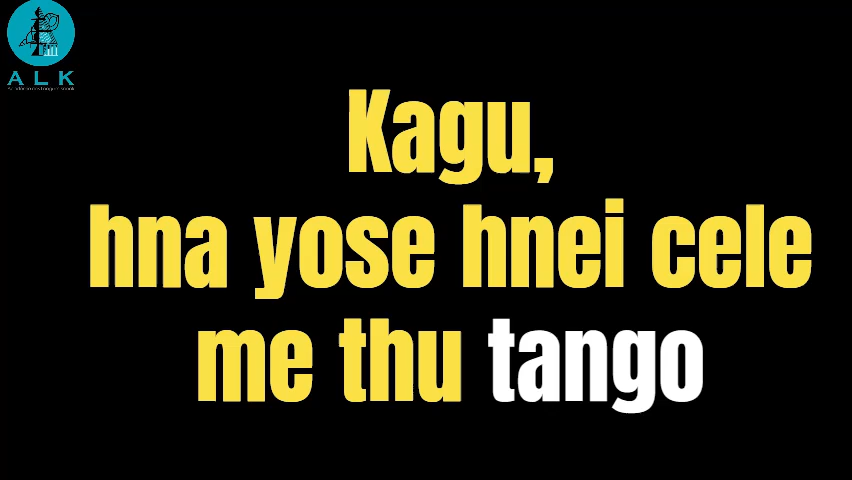 ALK
Kagu,
hna yose hnei cele
me thu tango